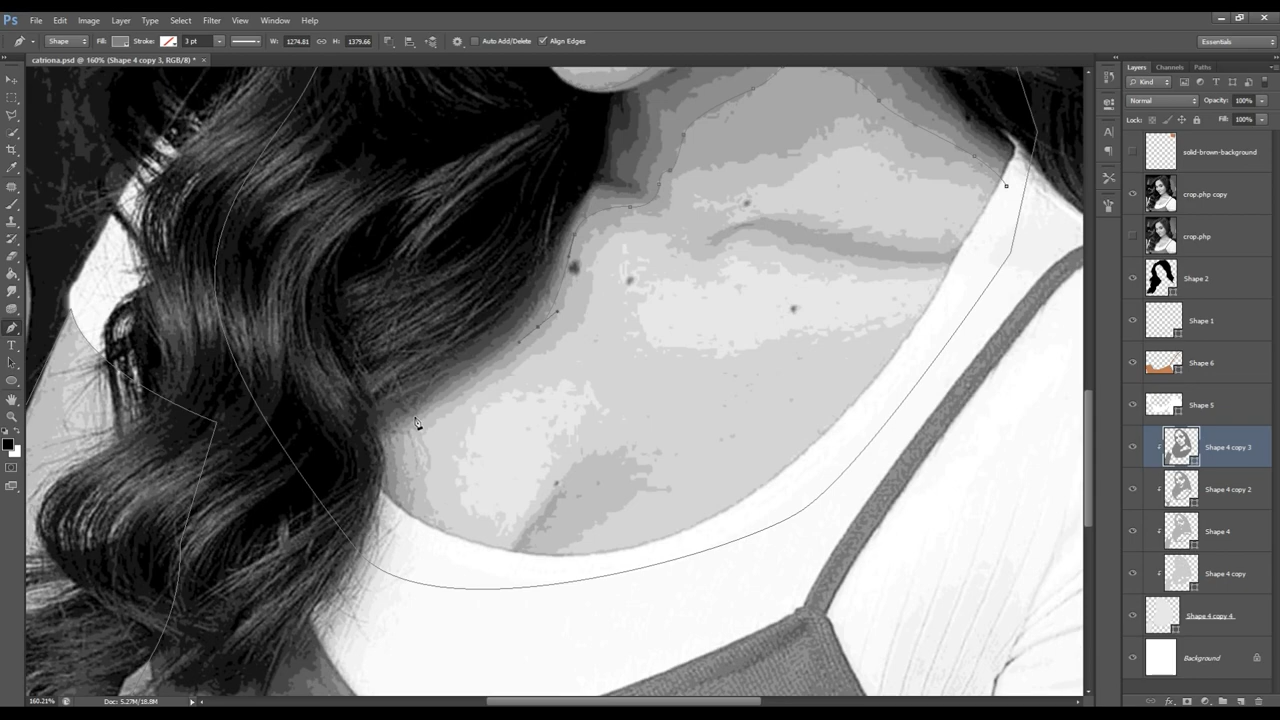 Ps File Edit Image Layer Type Select Filter View Window Help
Shape Fill: Stroke: 3 pt W: 1274.81 H: 1379.66 Auto Add/Delete Align Edges Essentials
catriona.psd @ 160% (Shape 4 copy 3, RGB/8) * ×
Layers Channels Paths
Kind
Normal Opacity: 100%
Lock: Fill: 100%
solid-brown-background
crop.php copy
crop.php
Shape 2
Shape 1
Shape 6
Shape 5
Shape 4 copy 3
Shape 4 copy 2
Shape 4
Shape 4 copy
Shape 4 copy 4
Background
160.21% Doc: 5.27M/18.8M